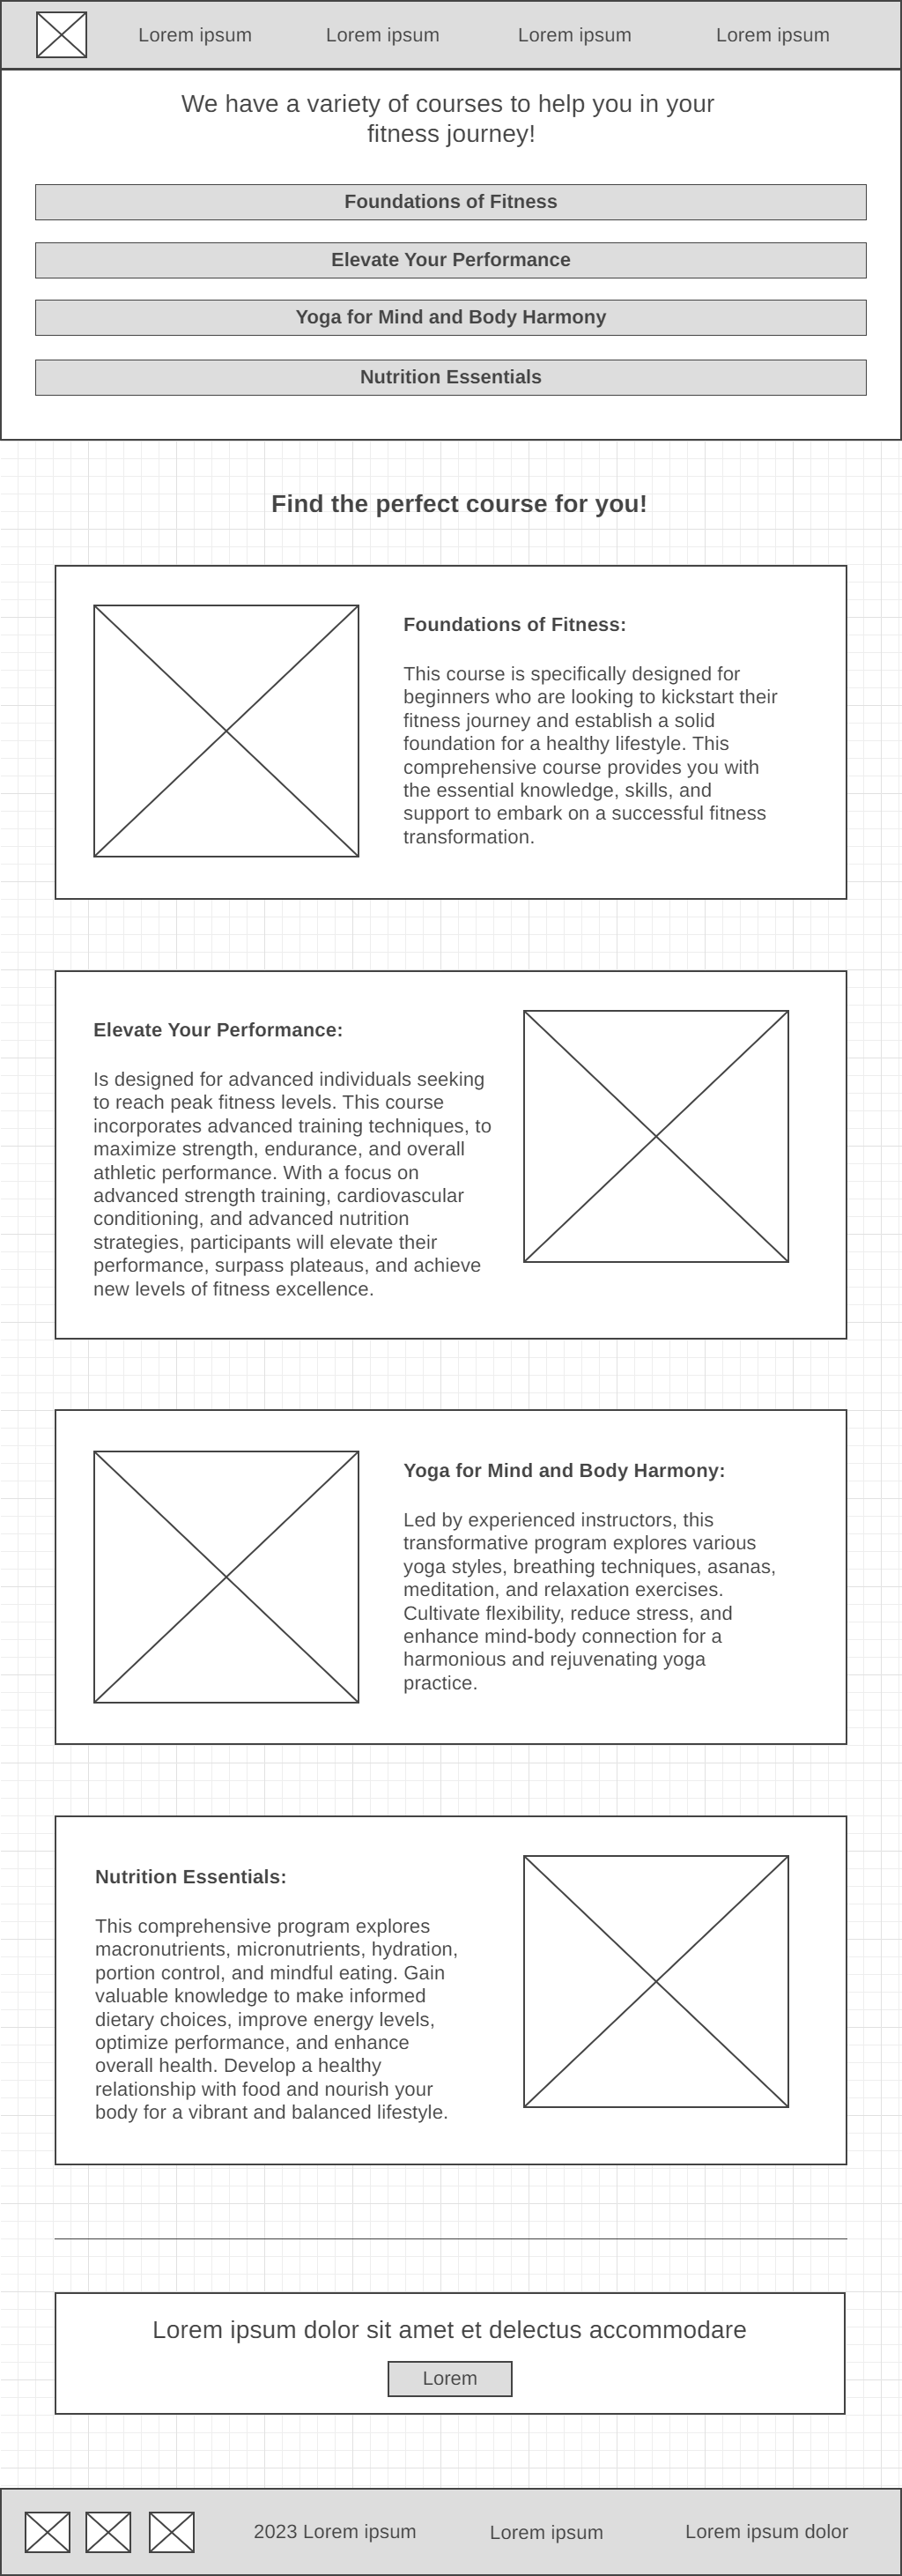 Lorem ipsum Lorem ipsum Lorem ipsum Lorem ipsum
We have a variety of courses to help you in your
fitness journey!
Foundations of Fitness
Elevate Your Performance
Yoga for Mind and Body Harmony
Nutrition Essentials
Find the perfect course for you!
Foundations of Fitness:
This course is specifically designed for
beginners who are looking to kickstart their
fitness journey and establish a solid
foundation for a healthy lifestyle. This
comprehensive course provides you with
the essential knowledge, skills, and
support to embark on a successful fitness
transformation.
Elevate Your Performance:
Is designed for advanced individuals seeking
to reach peak fitness levels. This course
incorporates advanced training techniques, to
maximize strength, endurance, and overall
athletic performance. With a focus on
advanced strength training, cardiovascular
conditioning, and advanced nutrition
strategies, participants will elevate their
performance, surpass plateaus, and achieve
new levels of fitness excellence.
Yoga for Mind and Body Harmony:
Led by experienced instructors, this
transformative program explores various
yoga styles, breathing techniques, asanas,
meditation, and relaxation exercises.
Cultivate flexibility, reduce stress, and
enhance mind-body connection for a
harmonious and rejuvenating yoga
practice.
Nutrition Essentials:
This comprehensive program explores
macronutrients, micronutrients, hydration,
portion control, and mindful eating. Gain
valuable knowledge to make informed
dietary choices, improve energy levels,
optimize performance, and enhance
overall health. Develop a healthy
relationship with food and nourish your
body for a vibrant and balanced lifestyle.
Lorem ipsum dolor sit amet et delectus accommodare
Lorem
2023 Lorem ipsum Lorem ipsum Lorem ipsum dolor